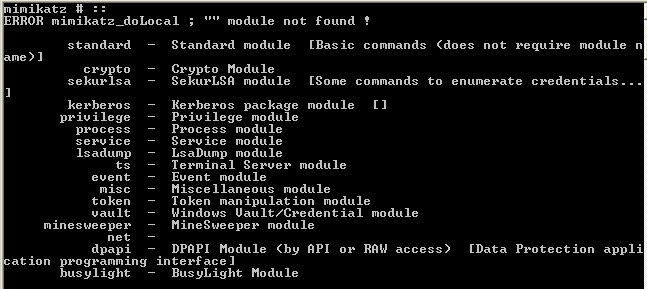 mimikatz # ::
ERROR mimikatz_doLocal ; "" module not found !
standard - Standard module [Basic commands (does not require module n
ame)]
crypto - Crypto Module
sekurlsa - SekurLSA module [Some commands to enumerate credentials...
]
kerberos - Kerberos package module []
privilege - Privilege module
process - Process module
service - Service module
lsadump - LsaDump module
ts - Terminal Server module
event - Event module
misc - Miscellaneous module
token - Token manipulation module
vault - Windows Vault/Credential module
minesweeper - MineSweeper module
net -
dpapi - DPAPI Module (by API or RAW access) [Data Protection appli
cation programming interface]
busylight - BusyLight Module